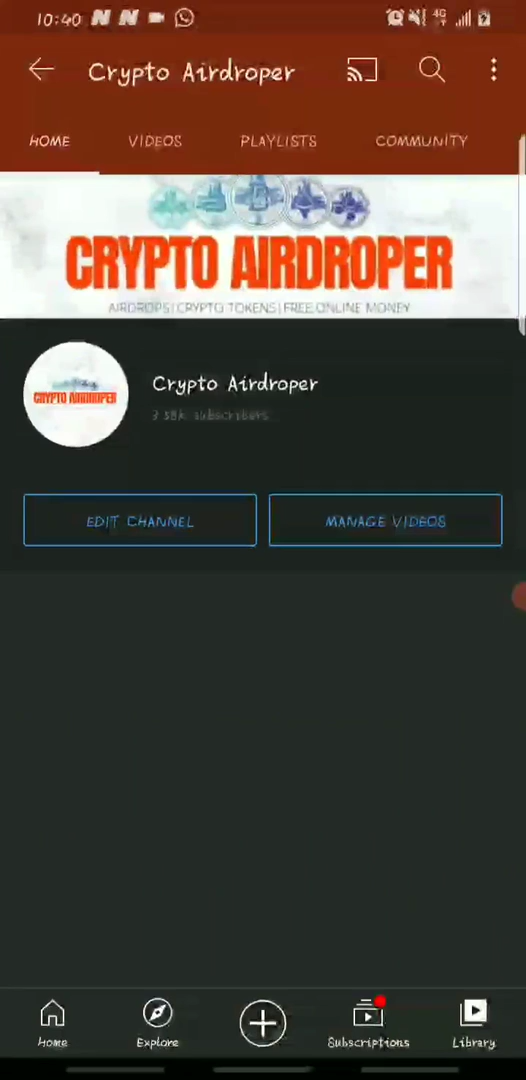 10:40
Crypto Airdroper
HOME VIDEOS PLAYLISTS COMMUNITY
CRYPTO AIRDROPER
AIRDROPS|CRYPTO TOKENS|FREE ONLINE MONEY
CRYPTO AIRDROPER
Crypto Airdroper
subscribers
EDIT CHANNEL MANAGE VIDEOS
Home Explore Subscriptions Library